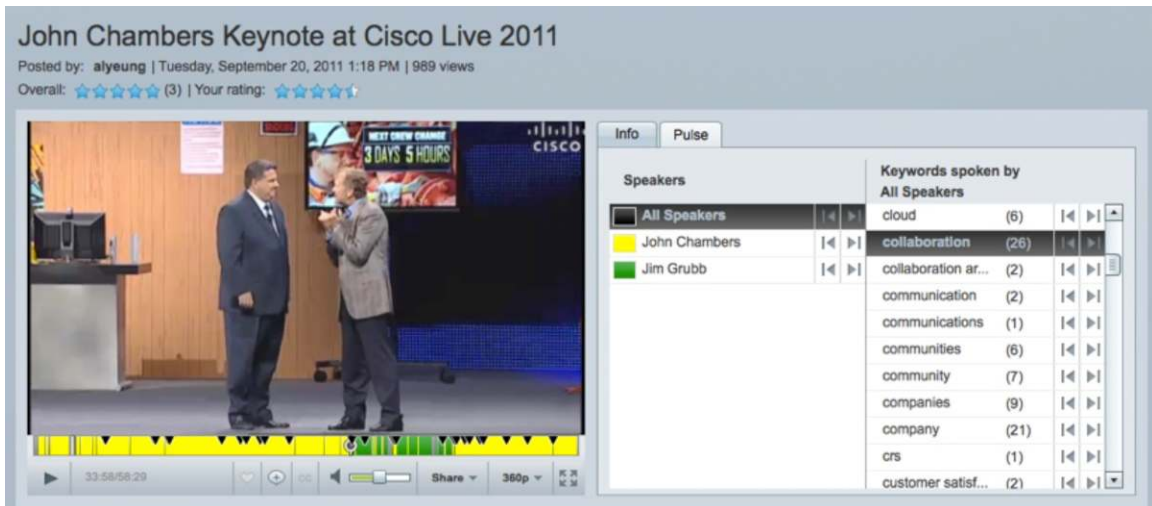 John Chambers Keynote at Cisco Live 2011
Posted by: alyeung | Tuesday, September 20, 2011 1:18 PM | 989 views
Overall: (3) | Your rating:
NEXT CREW CHANGE
3 DAYS 5 HOURS
CISCO
33:58/58:29
cc
Share
360p
Info
Pulse
Speakers
All Speakers
John Chambers
Jim Grubb
Keywords spoken by
All Speakers
cloud (6)
collaboration (26)
collaboration ar... (2)
communication (2)
communications (1)
communities (6)
community (7)
companies (9)
company (21)
crs (1)
customer satisf... (2)